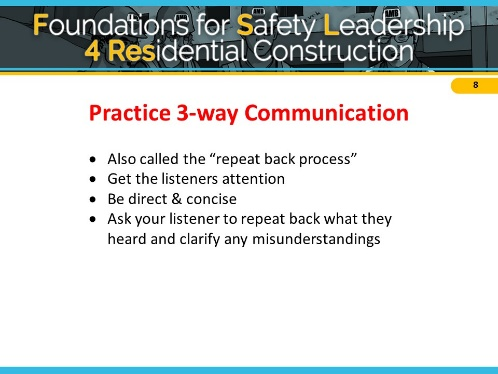 Foundations for Safety Leadership
4 Residential Construction
8
Practice 3-way Communication
• Also called the “repeat back process”
• Get the listeners attention
• Be direct & concise
• Ask your listener to repeat back what they
heard and clarify any misunderstandings